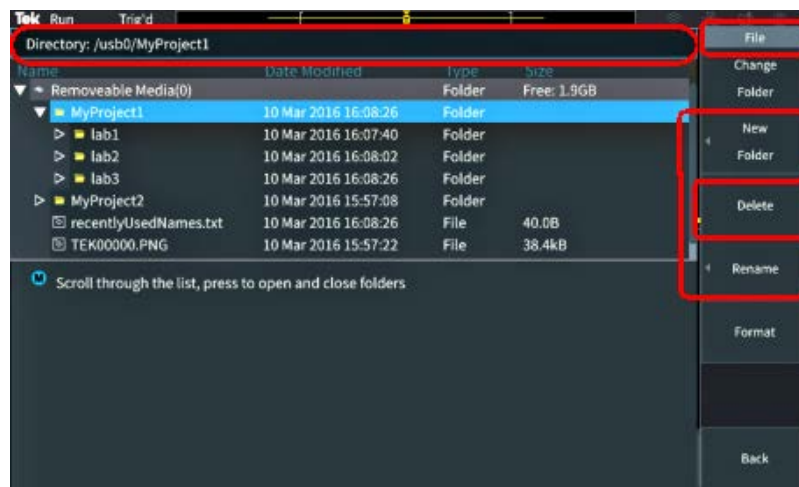 Tek Run Trig'd
Directory: /usb0/MyProject1
Name Date Modified Type Size
Removeable Media(0) Folder Free: 1.9GB
MyProject1 10 Mar 2016 16:08:26 Folder
lab1 10 Mar 2016 16:07:40 Folder
lab2 10 Mar 2016 16:08:02 Folder
lab3 10 Mar 2016 16:08:26 Folder
MyProject2 10 Mar 2016 15:57:08 Folder
recentlyUsedNames.txt 10 Mar 2016 16:08:26 File 40.0B
TEK00000.PNG 10 Mar 2016 15:57:22 File 38.4kB
M Scroll through the list, press to open and close folders
File
Change
Folder
New
Folder
Delete
Rename
Format
Back